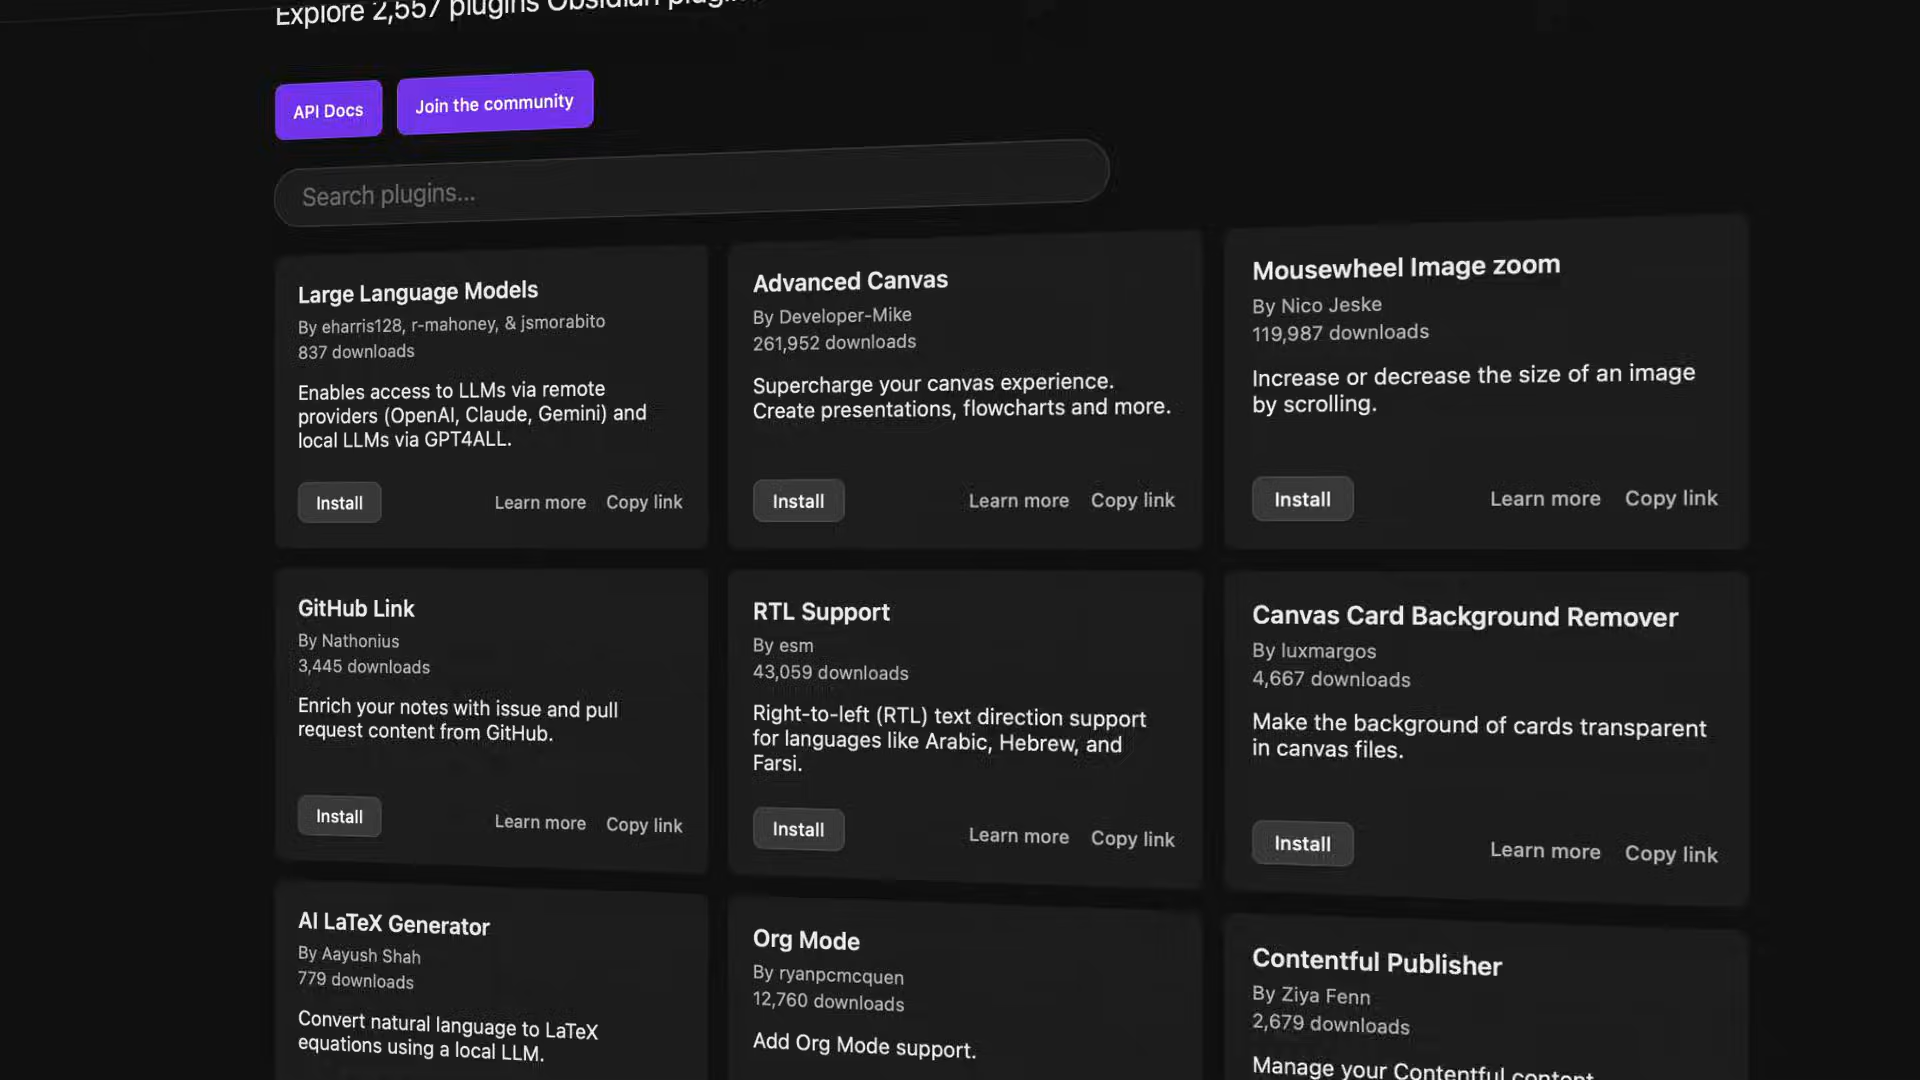 Explore 2,557 plugins Obsidian
API Docs
Join the community
Search plugins...
Large Language Models
By eharris128, r-mahoney, & jsmorabito
837 downloads
Enables access to LLMs via remote
providers (OpenAI, Claude, Gemini) and
local LLMs via GPT4ALL.
Install
Learn more
Copy link
Advanced Canvas
By Developer-Mike
261,952 downloads
Supercharge your canvas experience.
Create presentations, flowcharts and more.
Install
Learn more
Copy link
Mousewheel Image zoom
By Nico Jeske
119,987 downloads
Increase or decrease the size of an image
by scrolling.
Install
Learn more
Copy link
GitHub Link
By Nathonius
3,445 downloads
Enrich your notes with issue and pull
request content from GitHub.
Install
Learn more
Copy link
RTL Support
By esm
43,059 downloads
Right-to-left (RTL) text direction support
for languages like Arabic, Hebrew, and
Farsi.
Install
Learn more
Copy link
Canvas Card Background Remover
By luxmargos
4,667 downloads
Make the background of cards transparent
in canvas files.
Install
Learn more
Copy link
AI LaTeX Generator
By Aayush Shah
779 downloads
Convert natural language to LaTeX
equations using a local LLM.
Org Mode
By ryanpcmcquen
12,760 downloads
Add Org Mode support.
Contentful Publisher
By Ziya Fenn
2,679 downloads
Manage your Contentful content